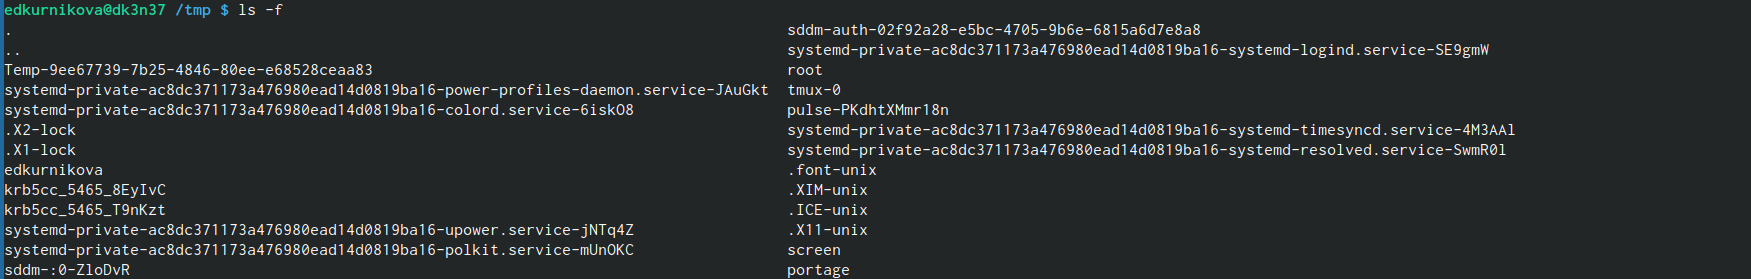 edkurnikova@dk3n37 /tmp $ ls -f
. sddm-auth-02f92a28-e5bc-4705-9b6e-6815a6d7e8a8
.. systemd-private-ac8dc371173a476980ead14d0819ba16-systemd-logind.service-SE9gmW
Temp-9ee67739-7b25-4846-80ee-e68528ceaa83 root
systemd-private-ac8dc371173a476980ead14d0819ba16-power-profiles-daemon.service-JAuGkt tmux-0
systemd-private-ac8dc371173a476980ead14d0819ba16-colord.service-6iskO8 pulse-PKdhtXMmr18n
.X2-lock systemd-private-ac8dc371173a476980ead14d0819ba16-systemd-timesyncd.service-4M3AAl
.X1-lock systemd-private-ac8dc371173a476980ead14d0819ba16-systemd-resolved.service-SwmR0l
edkurnikova .font-unix
krb5cc_5465_8EyIvC .XIM-unix
krb5cc_5465_T9nKzt .ICE-unix
systemd-private-ac8dc371173a476980ead14d0819ba16-upower.service-jNTq4Z .X11-unix
systemd-private-ac8dc371173a476980ead14d0819ba16-polkit.service-mUnOKC screen
sddm-:0-ZloDvR portage